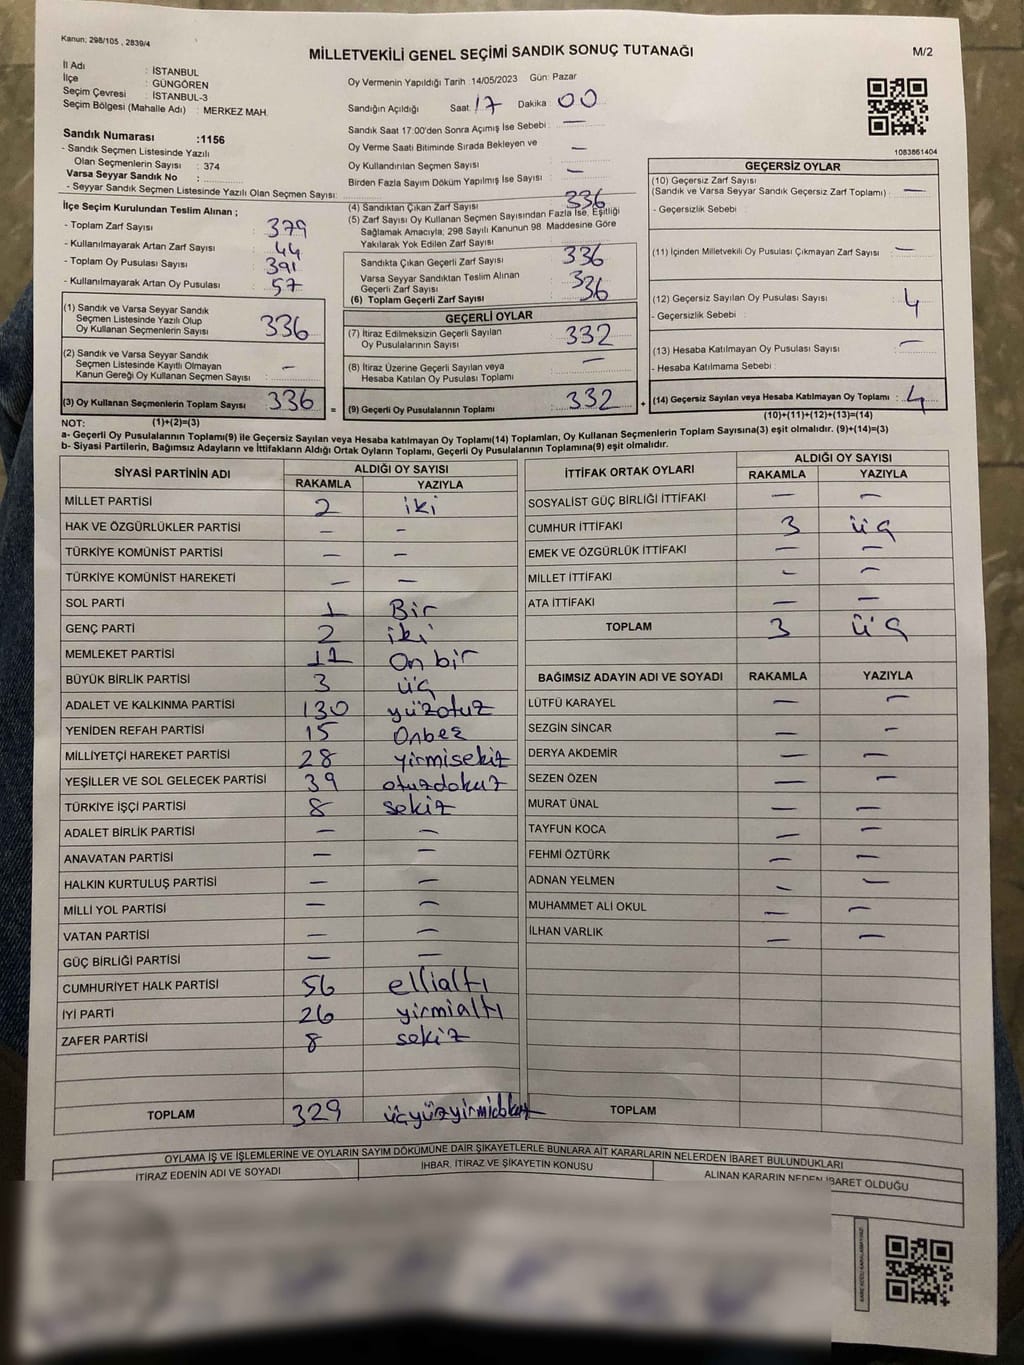 Kanun; 298/105 , 2839/4
MİLLETVEKİLİ GENEL SEÇİMİ SANDIK SONUÇ TUTANAĞI
M/2
İl Adı : İSTANBUL
İlçe : GÜNGÖREN
Seçim Çevresi : İSTANBUL-3
Seçim Bölgesi (Mahalle Adı) : MERKEZ MAH.
Sandık Numarası :1156
- Sandık Seçmen Listesinde Yazılı
Olan Seçmenlerin Sayısı : 374
Varsa Seyyar Sandık No :
- Seyyar Sandık Seçmen Listesinde Yazılı Olan Seçmen Sayısı:
İlçe Seçim Kurulundan Teslim Alınan ;
- Toplam Zarf Sayısı : 379
- Kullanılmayarak Artan Zarf Sayısı : 44
- Toplam Oy Pusulası Sayısı : 391
- Kullanılmayarak Artan Oy Pusulası : 57
(1) Sandık ve Varsa Seyyar Sandık
Seçmen Listesinde Yazılı Olup
Oy Kullanan Seçmenlerin Sayısı : 336
(2) Sandık ve Varsa Seyyar Sandık
Seçmen Listesinde Kayıtlı Olmayan
Kanun Gereği Oy Kullanan Seçmen Sayısı : -
(3) Oy Kullanan Seçmenlerin Toplam Sayısı : 336
(1)+(2)=(3)
Oy Vermenin Yapıldığı Tarih :14/05/2023 Gün: Pazar
Sandığın Açıldığı Saat 17 Dakika 00
Sandık Saat 17:00'den Sonra Açımış İse Sebebi : -
Oy Verme Saati Bitiminde Sırada Bekleyen ve
Oy Kullandırılan Seçmen Sayısı : -
Birden Fazla Sayım Döküm Yapılmış İse Sayısı : -
(4) Sandıktan Çıkan Zarf Sayısı : 336
(5) Zarf Sayısı Oy Kullanan Seçmen Sayısından Fazla İse, Eşitliği
Sağlamak Amacıyla; 298 Sayılı Kanunun 98. Maddesine Göre
Yakılarak Yok Edilen Zarf Sayısı :
Sandıkta Çıkan Geçerli Zarf Sayısı : 336
Varsa Seyyar Sandıktan Teslim Alınan
Geçerli Zarf Sayısı :
(6) Toplam Geçerli Zarf Sayısı : 336
GEÇERLİ OYLAR
(7) İtiraz Edilmeksizin Geçerli Sayılan
Oy Pusulalarının Sayısı : 332
(8) İtiraz Üzerine Geçerli Sayılan veya
Hesaba Katılan Oy Pusulası Toplamı : -
= (9) Geçerli Oy Pusulalarının Toplamı : 332
1083861404
GEÇERSİZ OYLAR
(10) Geçersiz Zarf Sayısı
(Sandık ve Varsa Seyyar Sandık Geçersiz Zarf Toplamı) : -
- Geçersizlik Sebebi :
(11) İçinden Milletvekili Oy Pusulası Çıkmayan Zarf Sayısı : -
(12) Geçersiz Sayılan Oy Pusulası Sayısı : 4
- Geçersizlik Sebebi :
(13) Hesaba Katılmayan Oy Pusulası Sayısı : -
- Hesaba Katılmama Sebebi :
+ (14) Geçersiz Sayılan veya Hesaba Katılmayan Oy Toplamı : 4
(10)+(11)+(12)+(13)=(14)
NOT:
a- Geçerli Oy Pusulalarının Toplamı(9) ile Geçersiz Sayılan veya Hesaba katılmayan Oy Toplamı(14) Toplamları, Oy Kullanan Seçmenlerin Toplam Sayısına(3) eşit olmalıdır. (9)+(14)=(3)
b- Siyasi Partilerin, Bağımsız Adayların ve İttifakların Aldığı Ortak Oyların Toplamı, Geçerli Oy Pusulalarının Toplamına(9) eşit olmalıdır.
SİYASİ PARTİNİN ADI ALDIĞI OY SAYISI
RAKAMLA YAZIYLA
MİLLET PARTİSİ 2 iki
HAK VE ÖZGÜRLÜKLER PARTİSİ - -
TÜRKİYE KOMÜNİST PARTİSİ - -
TÜRKİYE KOMÜNİST HAREKETİ - -
SOL PARTİ 1 Bir
GENÇ PARTİ 2 iki
MEMLEKET PARTİSİ 11 On bir
BÜYÜK BİRLİK PARTİSİ 3 üç
ADALET VE KALKINMA PARTİSİ 130 yüzotuz
YENİDEN REFAH PARTİSİ 15 Onbeş
MİLLİYETÇİ HAREKET PARTİSİ 28 yirmisekiz
YEŞİLLER VE SOL GELECEK PARTİSİ 39 otuzdokuz
TÜRKİYE İŞÇİ PARTİSİ 8 sekiz
ADALET BİRLİK PARTİSİ - -
ANAVATAN PARTİSİ - -
HALKIN KURTULUŞ PARTİSİ - -
MİLLİ YOL PARTİSİ - -
VATAN PARTİSİ - -
GÜÇ BİRLİĞİ PARTİSİ - -
CUMHURİYET HALK PARTİSİ 56 ellialtı
İYİ PARTİ 26 yirmialtı
ZAFER PARTİSİ 8 sekiz
TOPLAM 329 üçyüzyirmidokuz
İTTİFAK ORTAK OYLARI ALDIĞI OY SAYISI
RAKAMLA YAZIYLA
SOSYALİST GÜÇ BİRLİĞİ İTTİFAKI - -
CUMHUR İTTİFAKI 3 üç
EMEK VE ÖZGÜRLÜK İTTİFAKI - -
MİLLET İTTİFAKI - -
ATA İTTİFAKI - -
TOPLAM 3 üç
BAĞIMSIZ ADAYIN ADI VE SOYADI RAKAMLA YAZIYLA
LÜTFÜ KARAYEL - -
SEZGİN SİNCAR - -
DERYA AKDEMİR - -
SEZEN ÖZEN - -
MURAT ÜNAL - -
TAYFUN KOCA - -
FEHMİ ÖZTÜRK - -
ADNAN YELMEN - -
MUHAMMET ALİ OKUL - -
İLHAN VARLIK - -
TOPLAM
OYLAMA İŞ VE İŞLEMLERİNE VE OYLARIN SAYIM DÖKÜMÜNE DAİR ŞİKAYETLERLE BUNLARA AİT KARARLARIN NELERDEN İBARET BULUNDUKLARI
İTİRAZ EDENİN ADI VE SOYADI İHBAR, İTİRAZ VE ŞİKAYETİN KONUSU ALINAN KARARIN NEDEN İBARET OLDUĞU